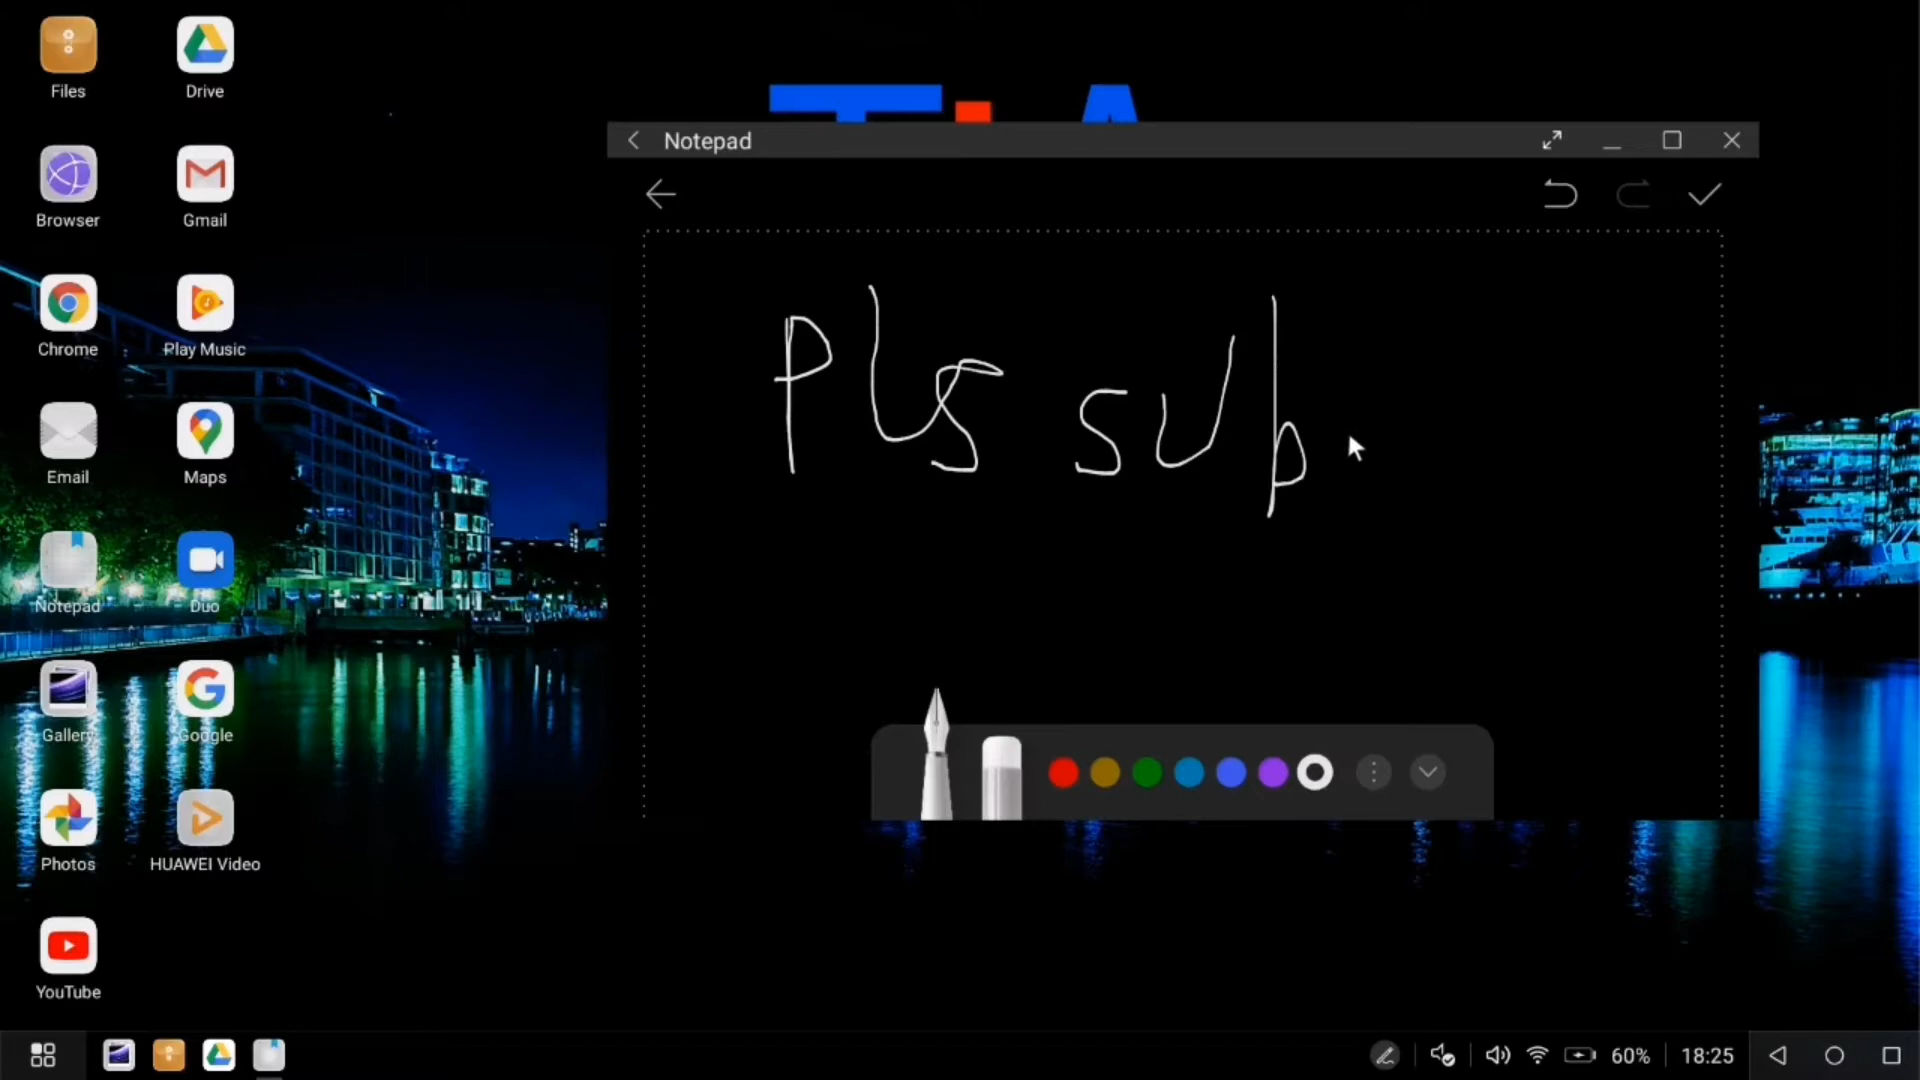 Files
Drive
Notepad
Browser
Gmail
Pls sub
Chrome
Play Music
Email
Maps
Notepad
Duo
Gallery
Google
Photos
HUAWEI Video
YouTube
60%
18:25